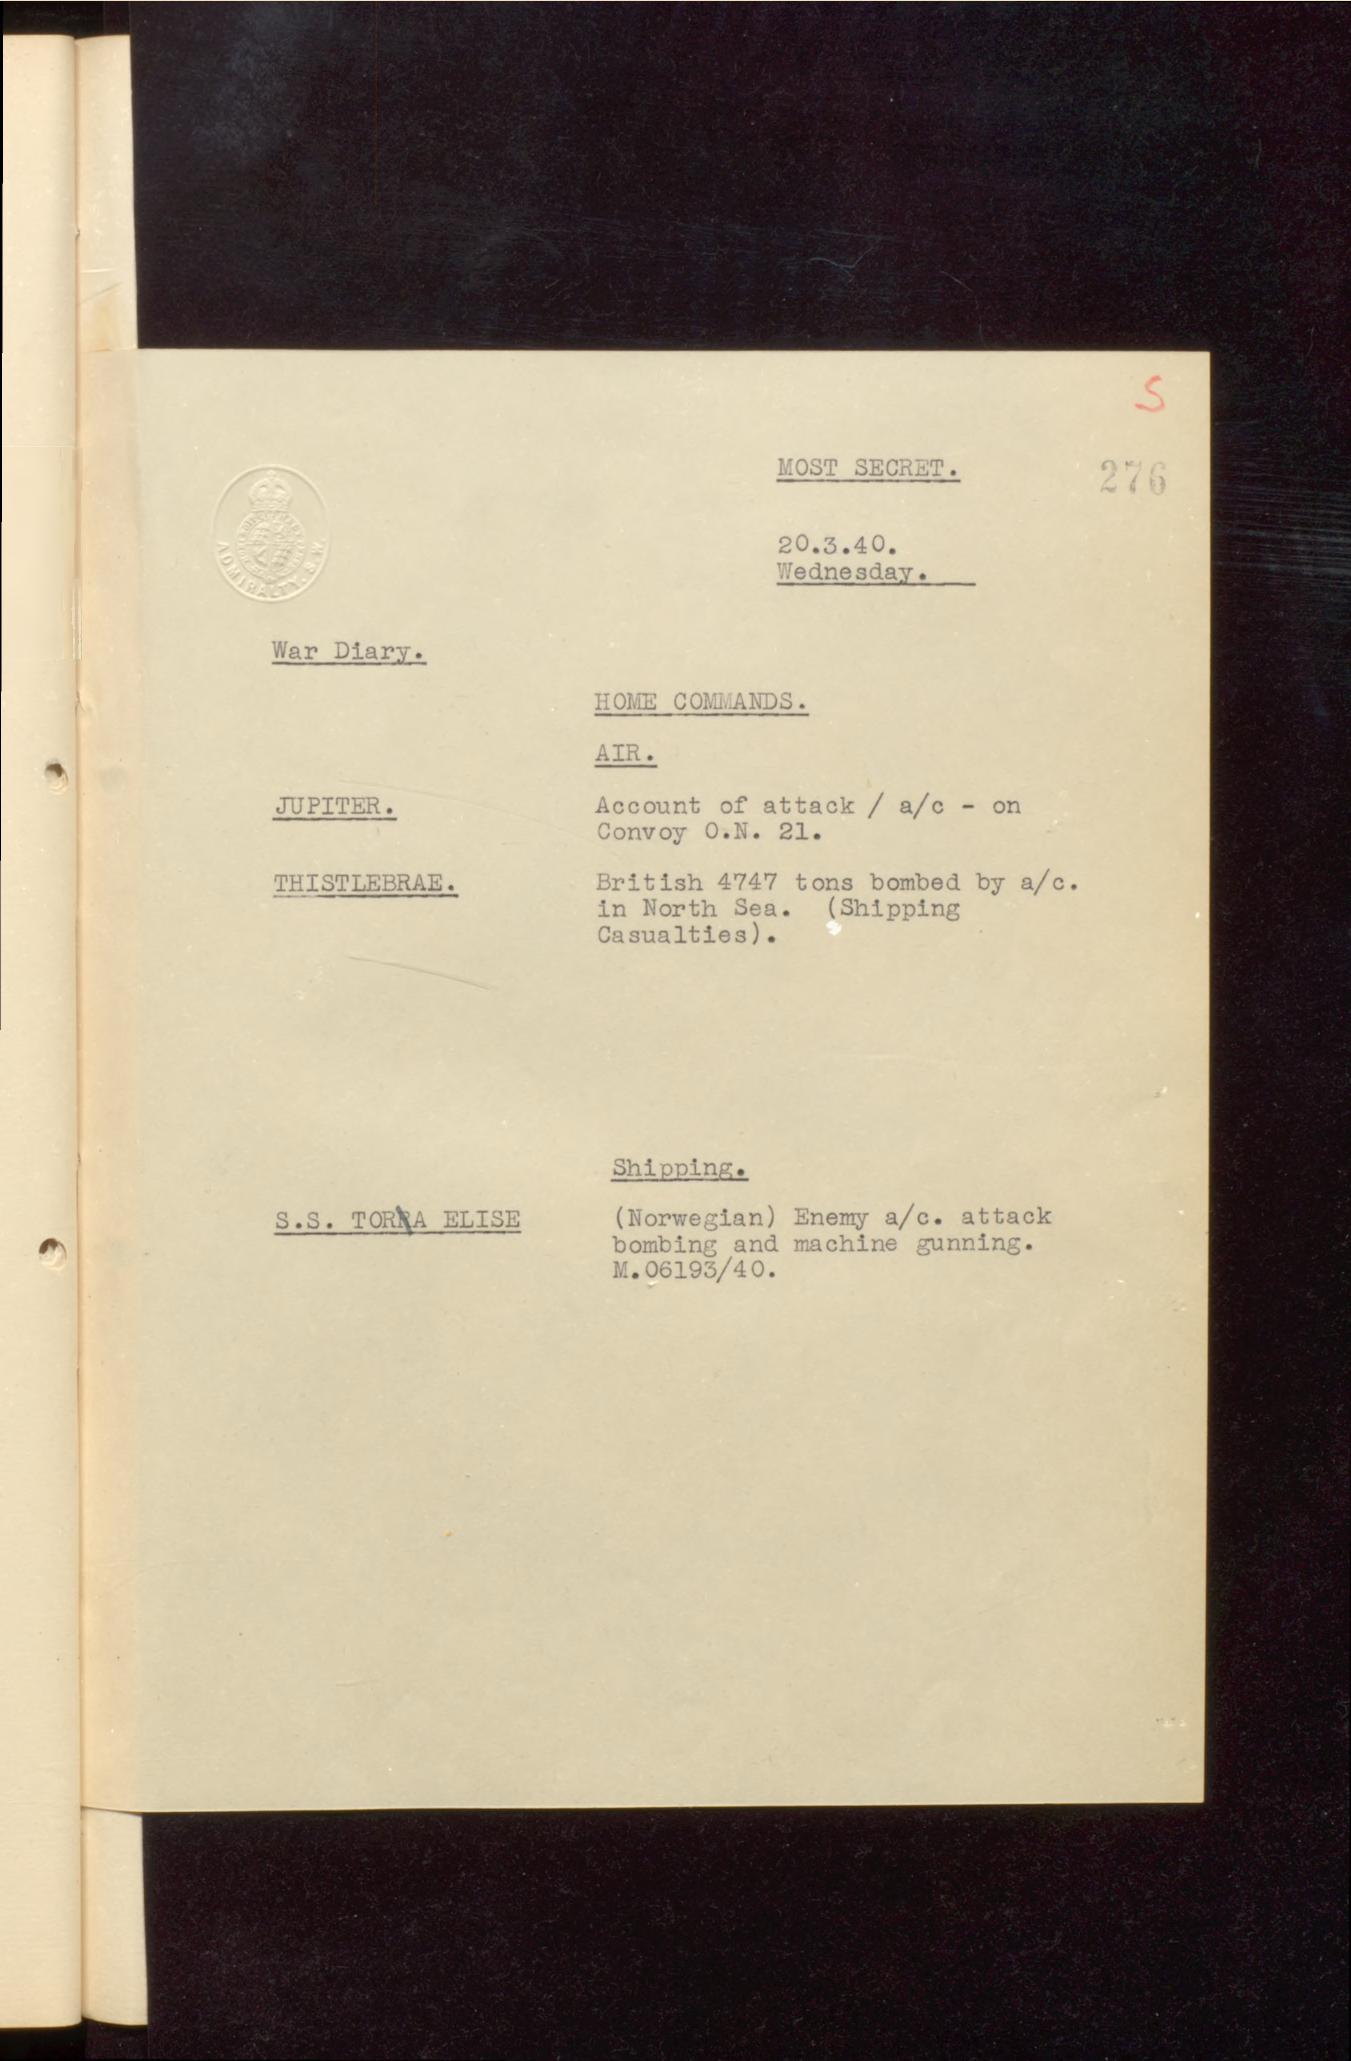 S
MOST SECRET.
276
20.3.40.
Wednesday.
ADMIRALTY. S.W.
War Diary.
HOME COMMANDS.
AIR.
JUPITER. Account of attack / a/c - on
Convoy O.N. 21.
THISTLEBRAE. British 4747 tons bombed by a/c.
in North Sea. (Shipping
Casualties).
Shipping.
S.S. TORA ELISE (Norwegian) Enemy a/c. attack
bombing and machine gunning.
M.06193/40.